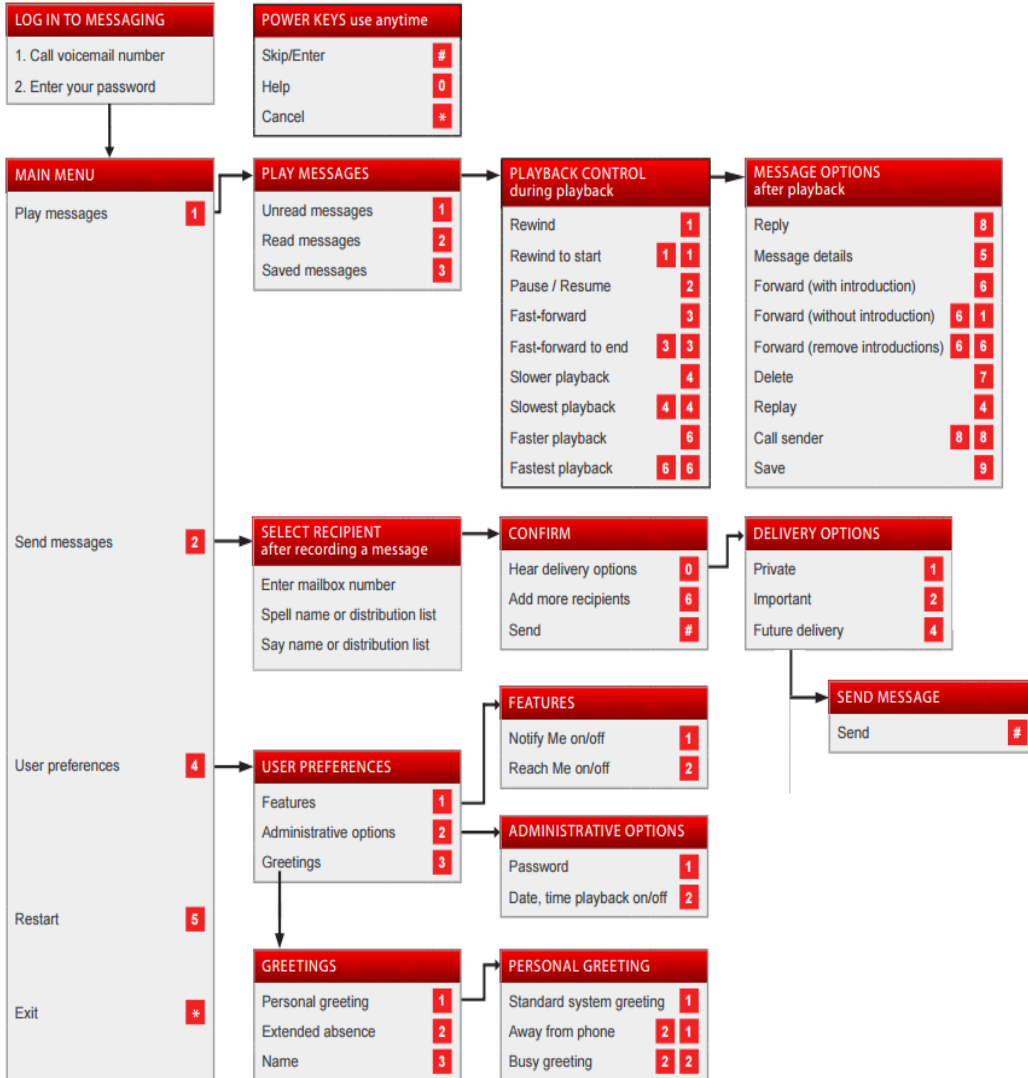 LOG IN TO MESSAGING
1. Call voicemail number
2. Enter your password
POWER KEYS use anytime
Skip/Enter #
Help 0
Cancel *
MAIN MENU
Play messages 1
Send messages 2
User preferences 4
Restart 5
Exit *
PLAY MESSAGES
Unread messages 1
Read messages 2
Saved messages 3
PLAYBACK CONTROL
during playback
Rewind 1
Rewind to start 1 1
Pause / Resume 2
Fast-forward 3
Fast-forward to end 3 3
Slower playback 4
Slowest playback 4 4
Faster playback 6
Fastest playback 6 6
MESSAGE OPTIONS
after playback
Reply 8
Message details 5
Forward (with introduction) 6
Forward (without introduction) 6 1
Forward (remove introductions) 6 6
Delete 7
Replay 4
Call sender 8 8
Save 9
SELECT RECIPIENT
after recording a message
Enter mailbox number
Spell name or distribution list
Say name or distribution list
CONFIRM
Hear delivery options 0
Add more recipients 6
Send #
DELIVERY OPTIONS
Private 1
Important 2
Future delivery 4
SEND MESSAGE
Send #
USER PREFERENCES
Features 1
Administrative options 2
Greetings 3
FEATURES
Notify Me on/off 1
Reach Me on/off 2
ADMINISTRATIVE OPTIONS
Password 1
Date, time playback on/off 2
GREETINGS
Personal greeting 1
Extended absence 2
Name 3
PERSONAL GREETING
Standard system greeting 1
Away from phone 2 1
Busy greeting 2 2